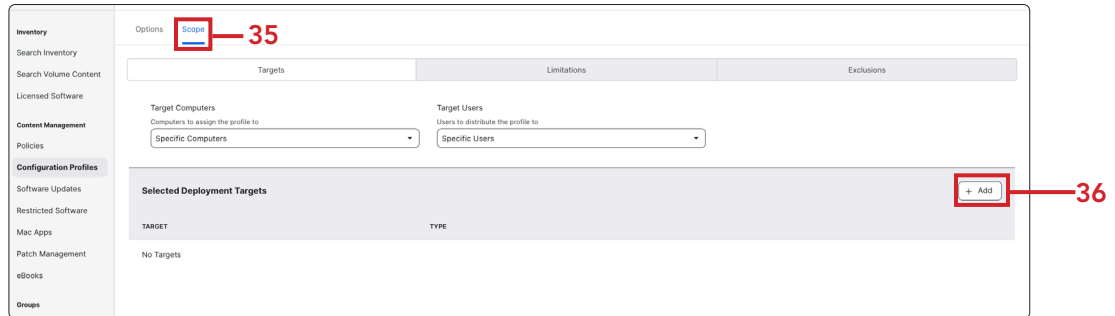 Inventory
Search Inventory
Search Volume Content
Licensed Software
Content Management
Policies
Configuration Profiles
Software Updates
Restricted Software
Mac Apps
Patch Management
eBooks
Groups
Options Scope 35
Targets Limitations Exclusions
Target Computers Target Users
Computers to assign the profile to Users to distribute the profile to
Specific Computers Specific Users
Selected Deployment Targets + Add 36
TARGET TYPE
No Targets